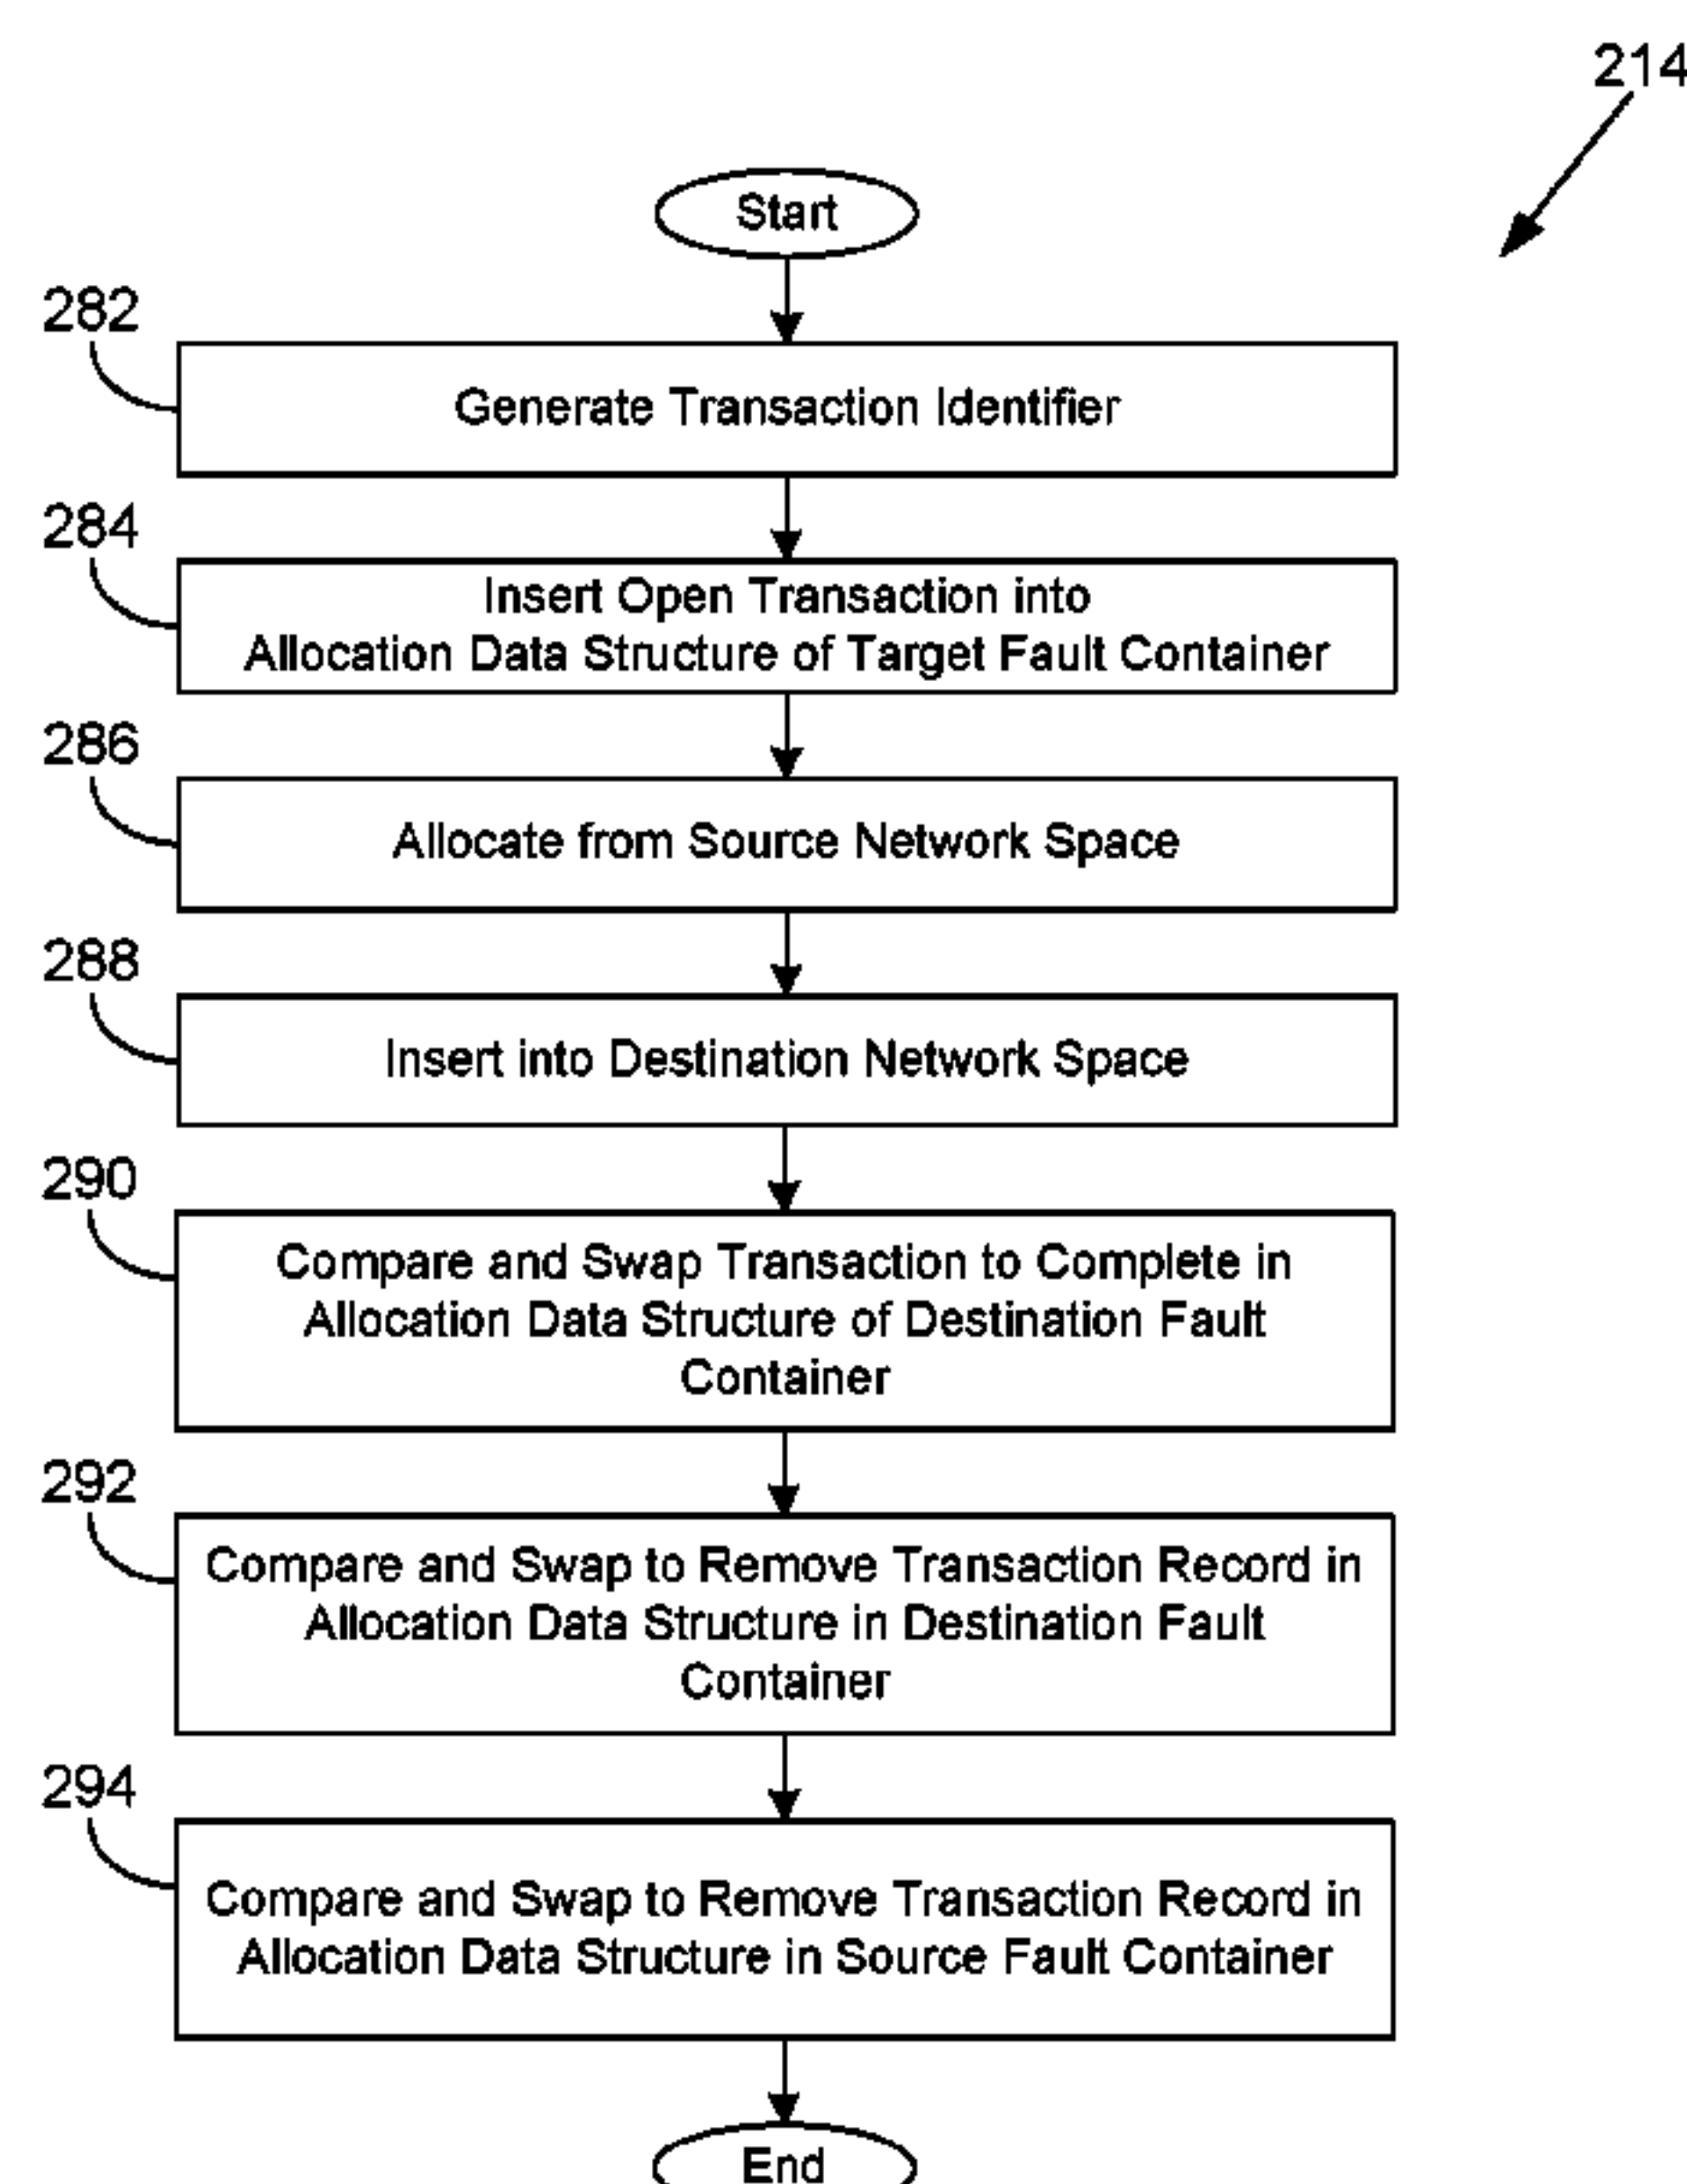 214
Start
282
Generate Transaction Identifier
284
Insert Open Transaction into
Allocation Data Structure of Target Fault Container
286
Allocate from Source Network Space
288
Insert into Destination Network Space
290
Compare and Swap Transaction to Complete in
Allocation Data Structure of Destination Fault
Container
292
Compare and Swap to Remove Transaction Record in
Allocation Data Structure in Destination Fault
Container
294
Compare and Swap to Remove Transaction Record in
Allocation Data Structure in Source Fault Container
End